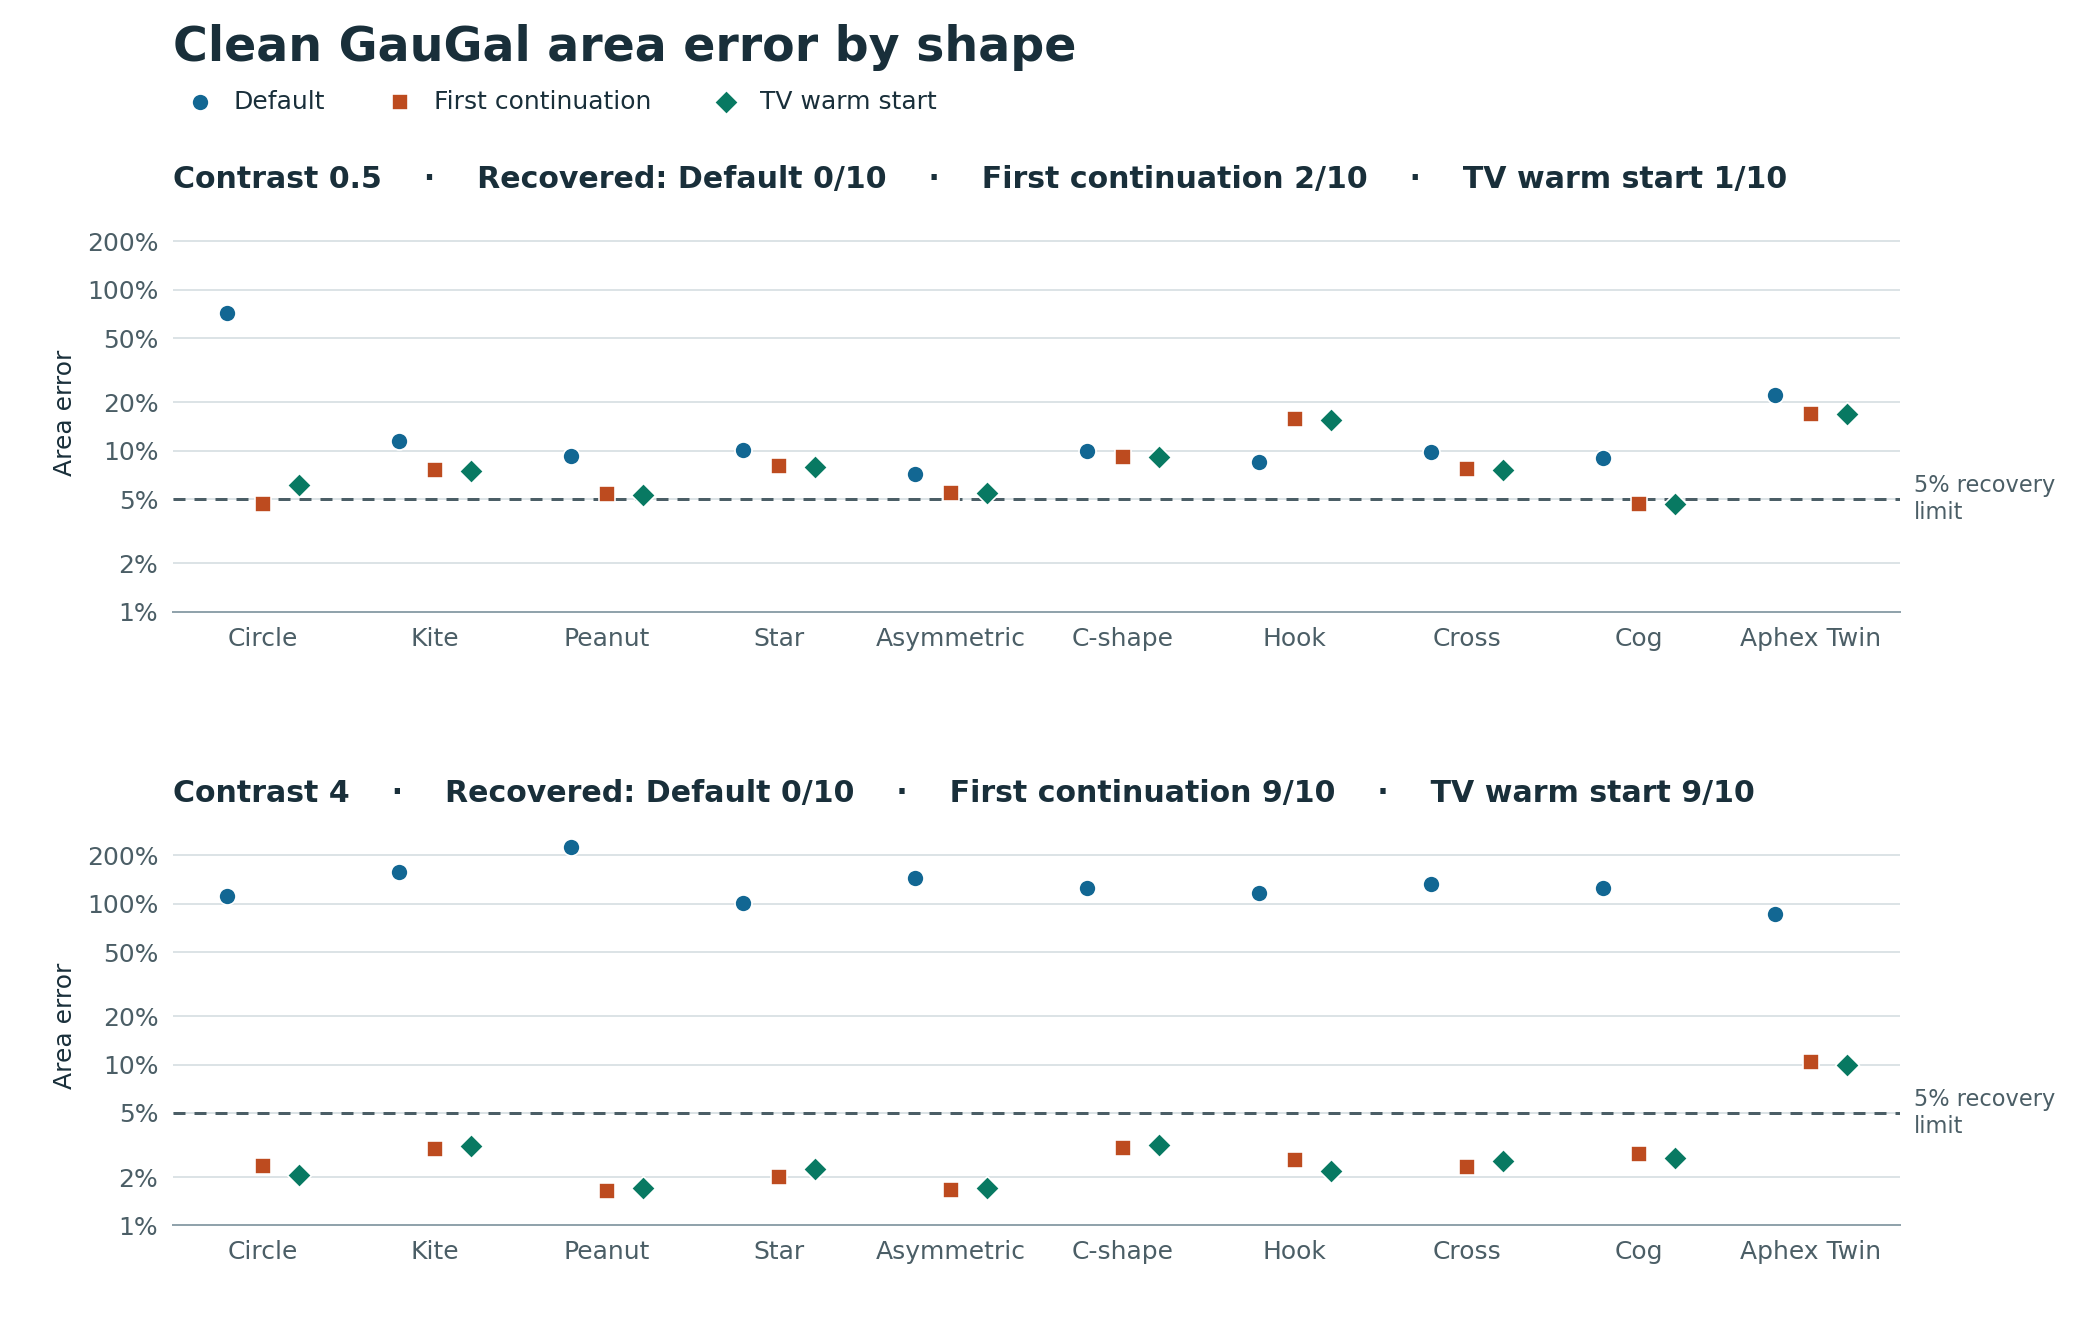 Clean GauGal area error by shape
Default First continuation TV warm start
Contrast 0.5 · Recovered: Default 0/10 · First continuation 2/10 · TV warm start 1/10
200%
100%
50%
20%
10%
5%
2%
1%
Area error
5% recovery
limit
Circle Kite Peanut Star Asymmetric C-shape Hook Cross Cog Aphex Twin
Contrast 4 · Recovered: Default 0/10 · First continuation 9/10 · TV warm start 9/10
200%
100%
50%
20%
10%
5%
2%
1%
Area error
5% recovery
limit
Circle Kite Peanut Star Asymmetric C-shape Hook Cross Cog Aphex Twin